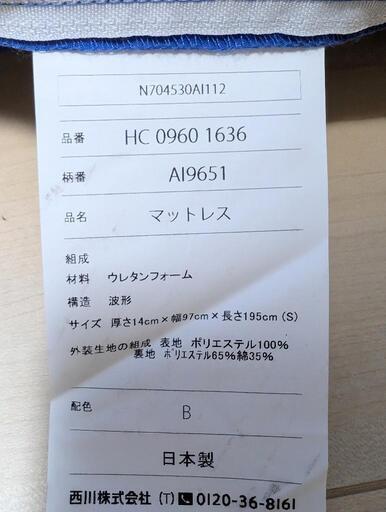 N704530AI112
品番 HC 0960 1636
柄番 AI9651
品名 マットレス
組成
材料 ウレタンフォーム
構造 波形
サイズ 厚さ14cm×幅97cm×長さ195cm (S)
外装生地の組成 表地 ポリエステル100%
裏地 ポリエステル65%綿35%
配色 B
日本製
西川株式会社 (T) 0120-36-8161